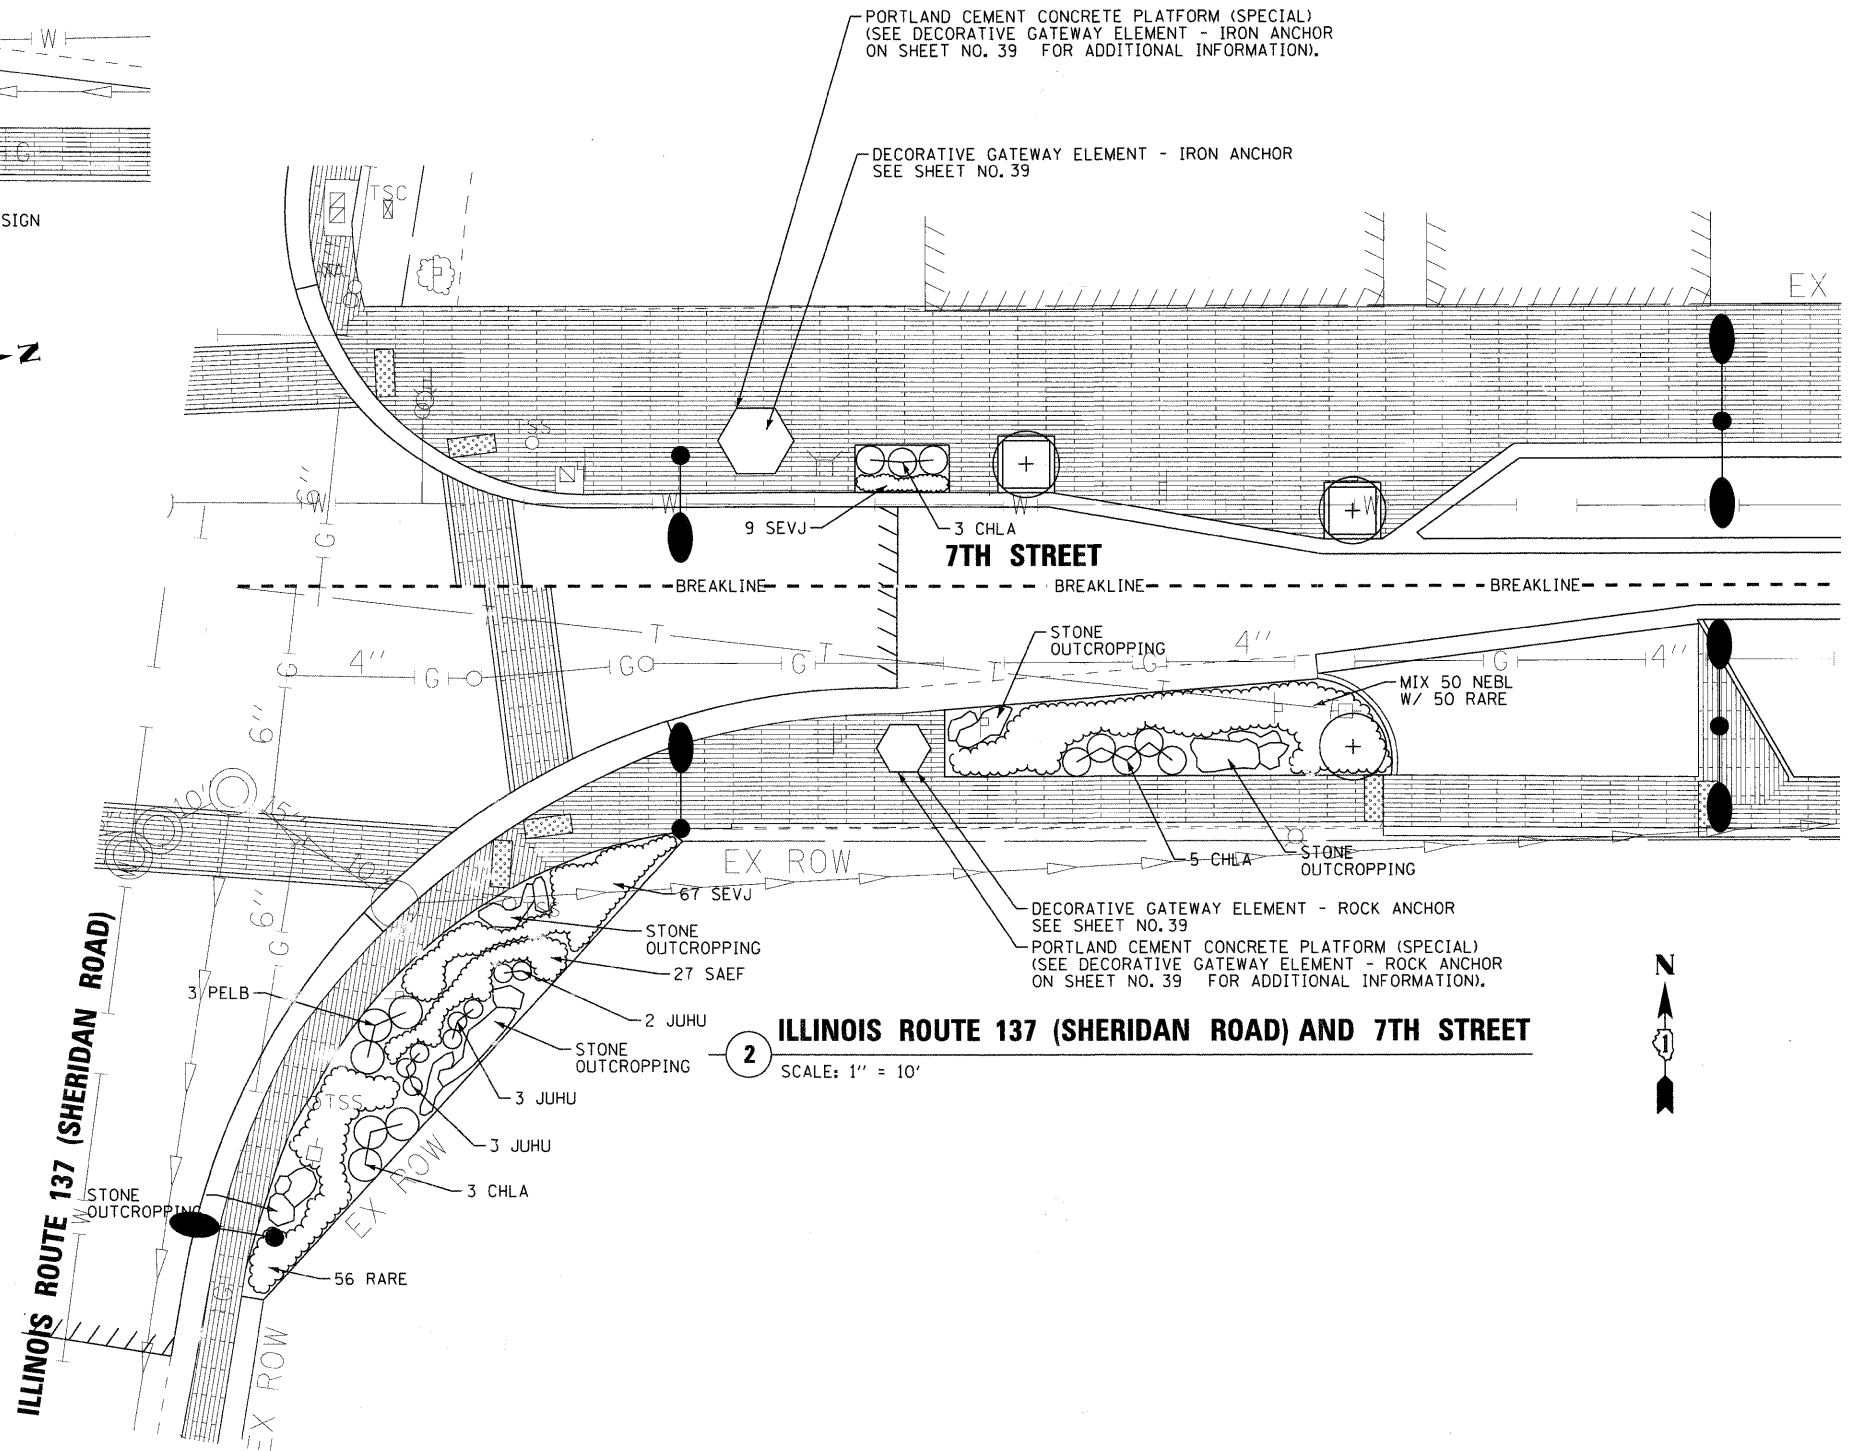 PORTLAND CEMENT CONCRETE PLATFORM (SPECIAL)
(SEE DECORATIVE GATEWAY ELEMENT - IRON ANCHOR
ON SHEET NO. 39 FOR ADDITIONAL INFORMATION).
W
G
SIGN
N
DECORATIVE GATEWAY ELEMENT - IRON ANCHOR
SEE SHEET NO. 39
TSC
EX
TSS
6''
W
W
W
W
G
9 SEVJ
3 CHLA
7TH STREET
BREAKLINE
BREAKLINE
BREAKLINE
STONE
OUTCROPPING
4''
T
T
T
4''
G
G
G
G
G
G
4''
MIX 50 NEBL
W/ 50 RARE
6''
10'
15'
10'
6''
G
EX ROW
5 CHLA
STONE
OUTCROPPING
67 SEVJ
DECORATIVE GATEWAY ELEMENT - ROCK ANCHOR
SEE SHEET NO. 39
PORTLAND CEMENT CONCRETE PLATFORM (SPECIAL)
(SEE DECORATIVE GATEWAY ELEMENT - ROCK ANCHOR
ON SHEET NO. 39 FOR ADDITIONAL INFORMATION).
STONE
OUTCROPPING
27 SAEF
3 PELB
2 JUHU
STONE
OUTCROPPING
2
ILLINOIS ROUTE 137 (SHERIDAN ROAD) AND 7TH STREET
SCALE: 1'' = 10'
N
1
3 JUHU
TSS
3 JUHU
3 CHLA
EX ROW
STONE
OUTCROPPING
W
56 RARE
G
EX ROW
ILLINOIS ROUTE 137 (SHERIDAN ROAD)